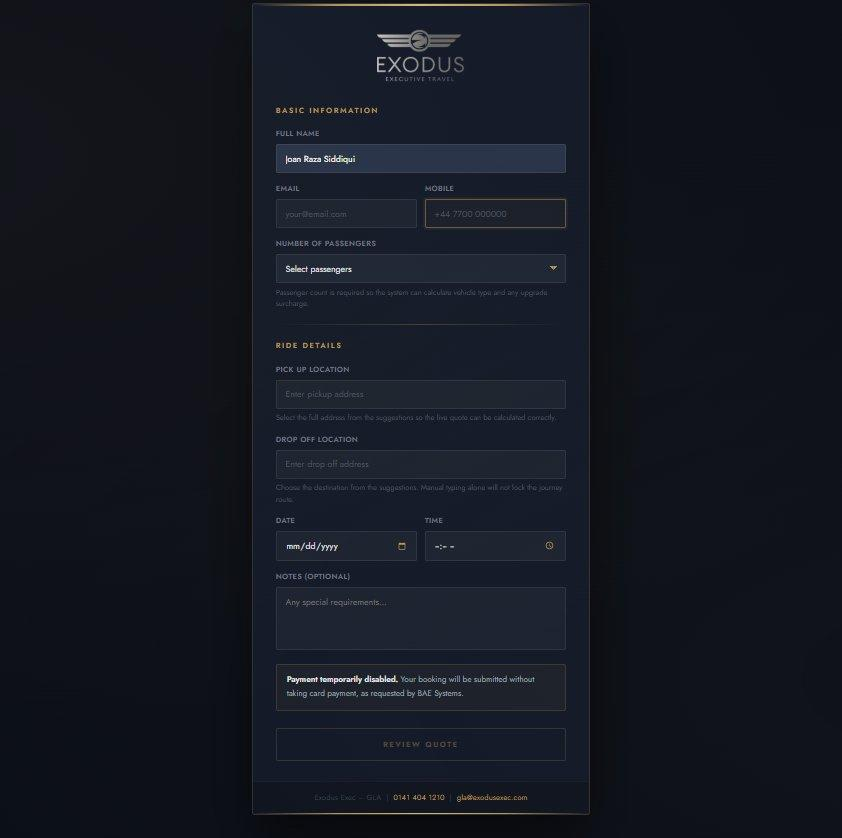 EXODUS
EXECUTIVE TRAVEL
BASIC INFORMATION
FULL NAME
Joan Raza Siddiqui
EMAIL
MOBILE
your@email.com
+44 7700 000000
NUMBER OF PASSENGERS
Select passengers
Passenger count is required so the system can calculate vehicle type and any upgrade
surcharge.
RIDE DETAILS
PICK UP LOCATION
Enter pickup address
Select the full address from the suggestions so the live quote can be calculated correctly.
DROP OFF LOCATION
Enter drop off address
Choose the destination from the suggestions. Manual typing alone will not lock the journey
route.
DATE
TIME
mm/dd/yyyy
-:-- --
NOTES (OPTIONAL)
Any special requirements...
Payment temporarily disabled. Your booking will be submitted without
taking card payment, as requested by BAE Systems.
REVIEW QUOTE
Exodus Exec – GLA | 0141 404 1210 | gla@exodusexec.com